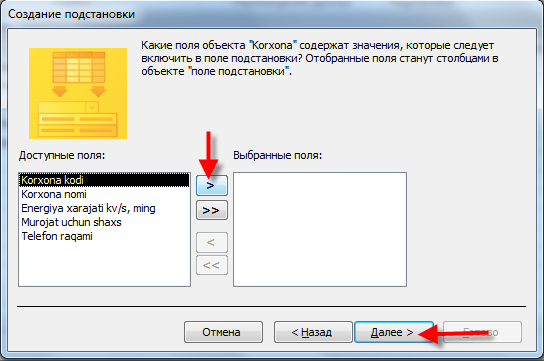 Создание подстановки
Какие поля объекта "Korxona" содержат значения, которые следует
включить в поле подстановки? Отобранные поля станут столбцами в
объекте "поле подстановки".
Доступные поля:
Выбранные поля:
Korxona kodi
Korxona nomi
Energiya xarajati kv/s, ming
Murojat uchun shaxs
Telefon raqami
>
>>
<
<<
Отмена
< Назад
Далее >
Готово